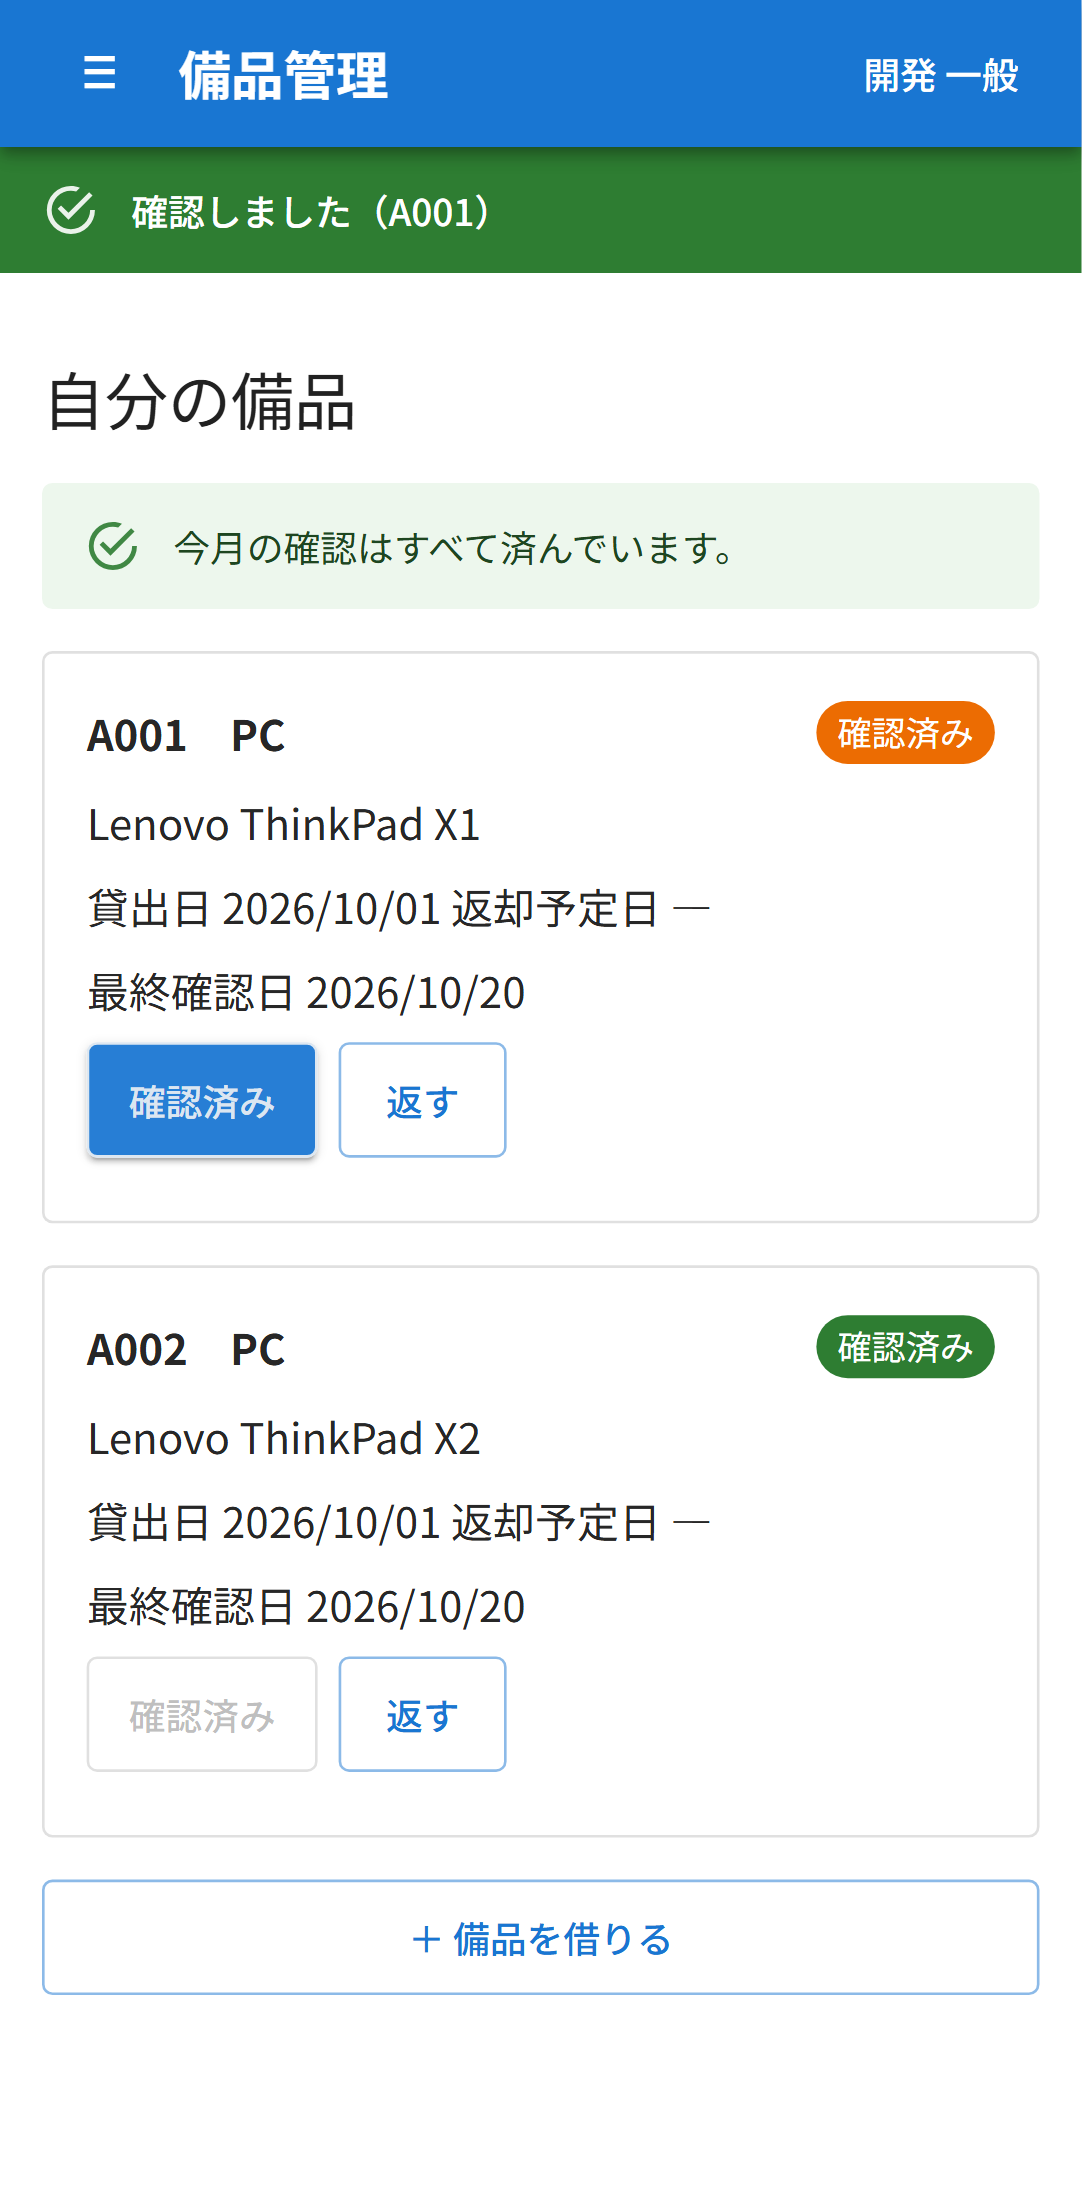 備品管理
開発 一般
確認しました（A001）
自分の備品
今月の確認はすべて済んでいます。
A001　PC
確認済み
Lenovo ThinkPad X1
貸出日 2026/10/01 返却予定日 —
最終確認日 2026/10/20
確認済み
返す
A002　PC
確認済み
Lenovo ThinkPad X2
貸出日 2026/10/01 返却予定日 —
最終確認日 2026/10/20
確認済み
返す
＋ 備品を借りる